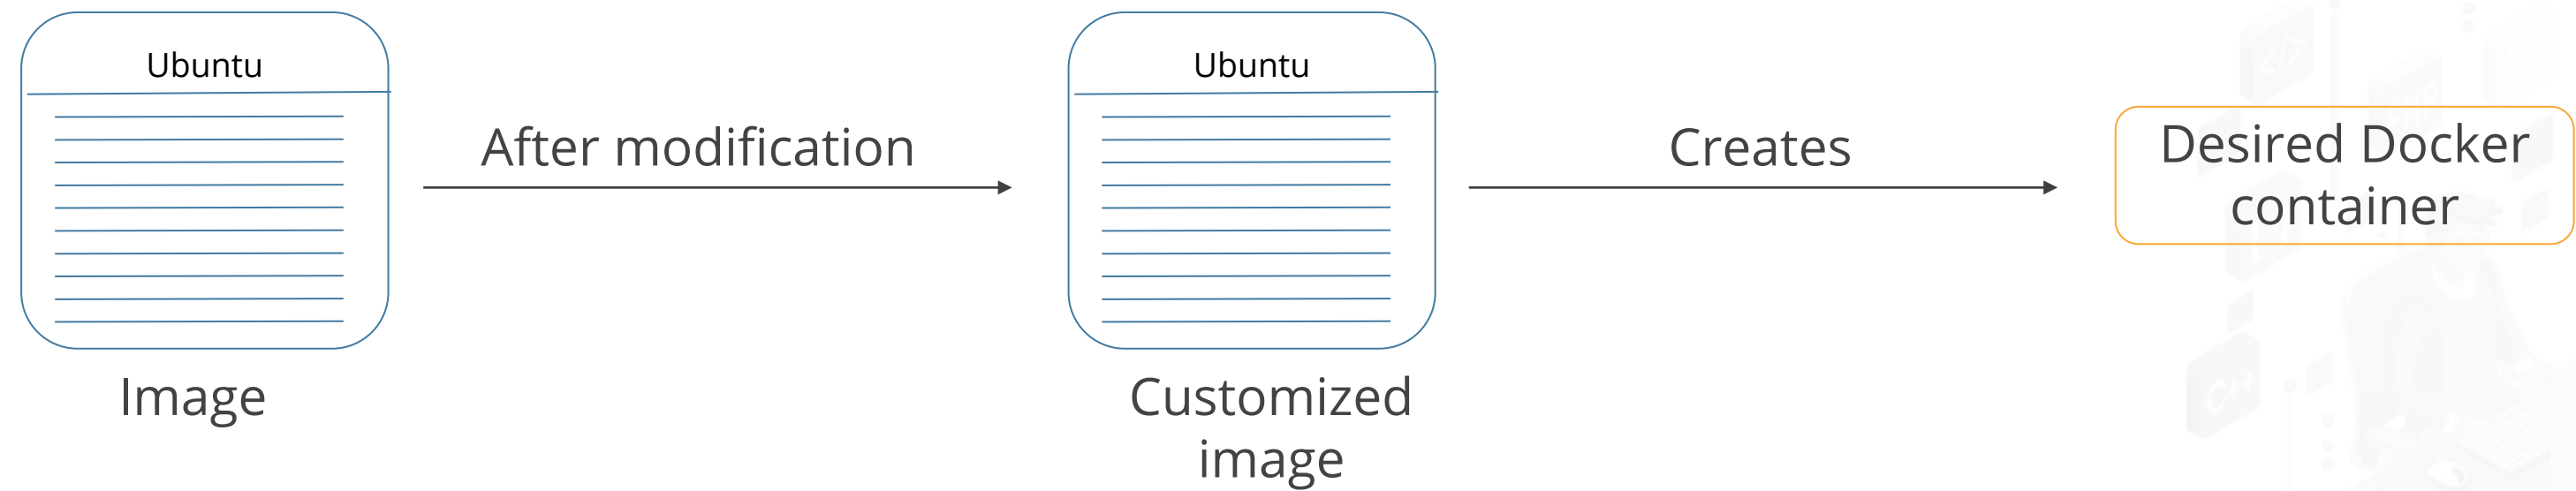 Ubuntu
After modification
Ubuntu
Creates
Desired Docker
container
Image
Customized
image
</>
C++